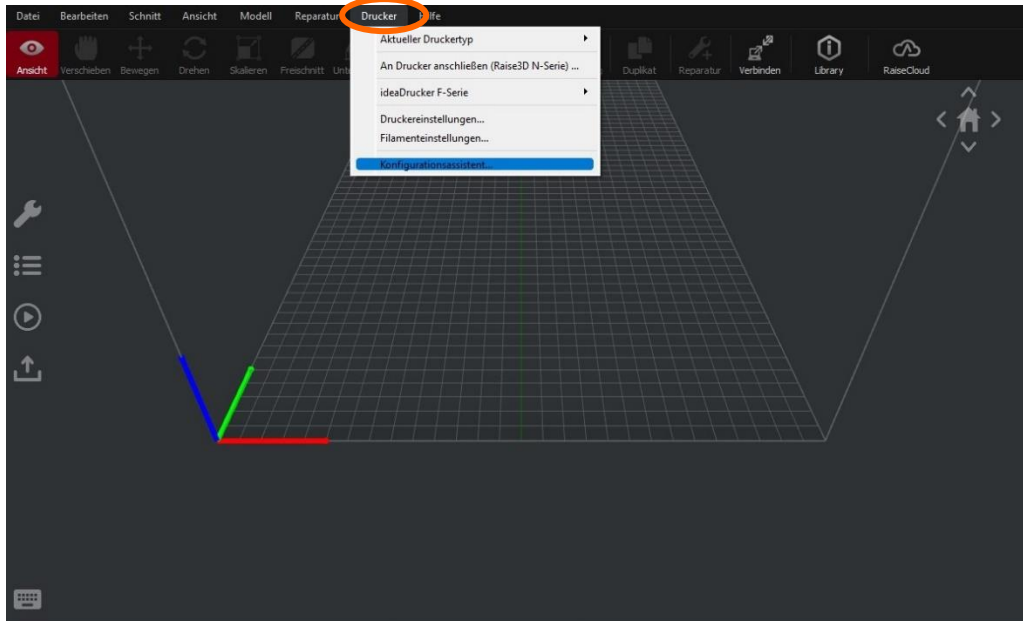 Datei Bearbeiten Schnitt Ansicht Modell Reparatur Drucker Hilfe
Ansicht Verschieben Bewegen Drehen Skalieren Freischnitt Duplikat Reparatur Verbinden Library RaiseCloud
Aktueller Druckertyp
An Drucker anschließen (Raise3D N-Serie) ...
ideaDrucker F-Serie
Druckereinstellungen...
Filamenteinstellungen...
Konfigurationsassistent...